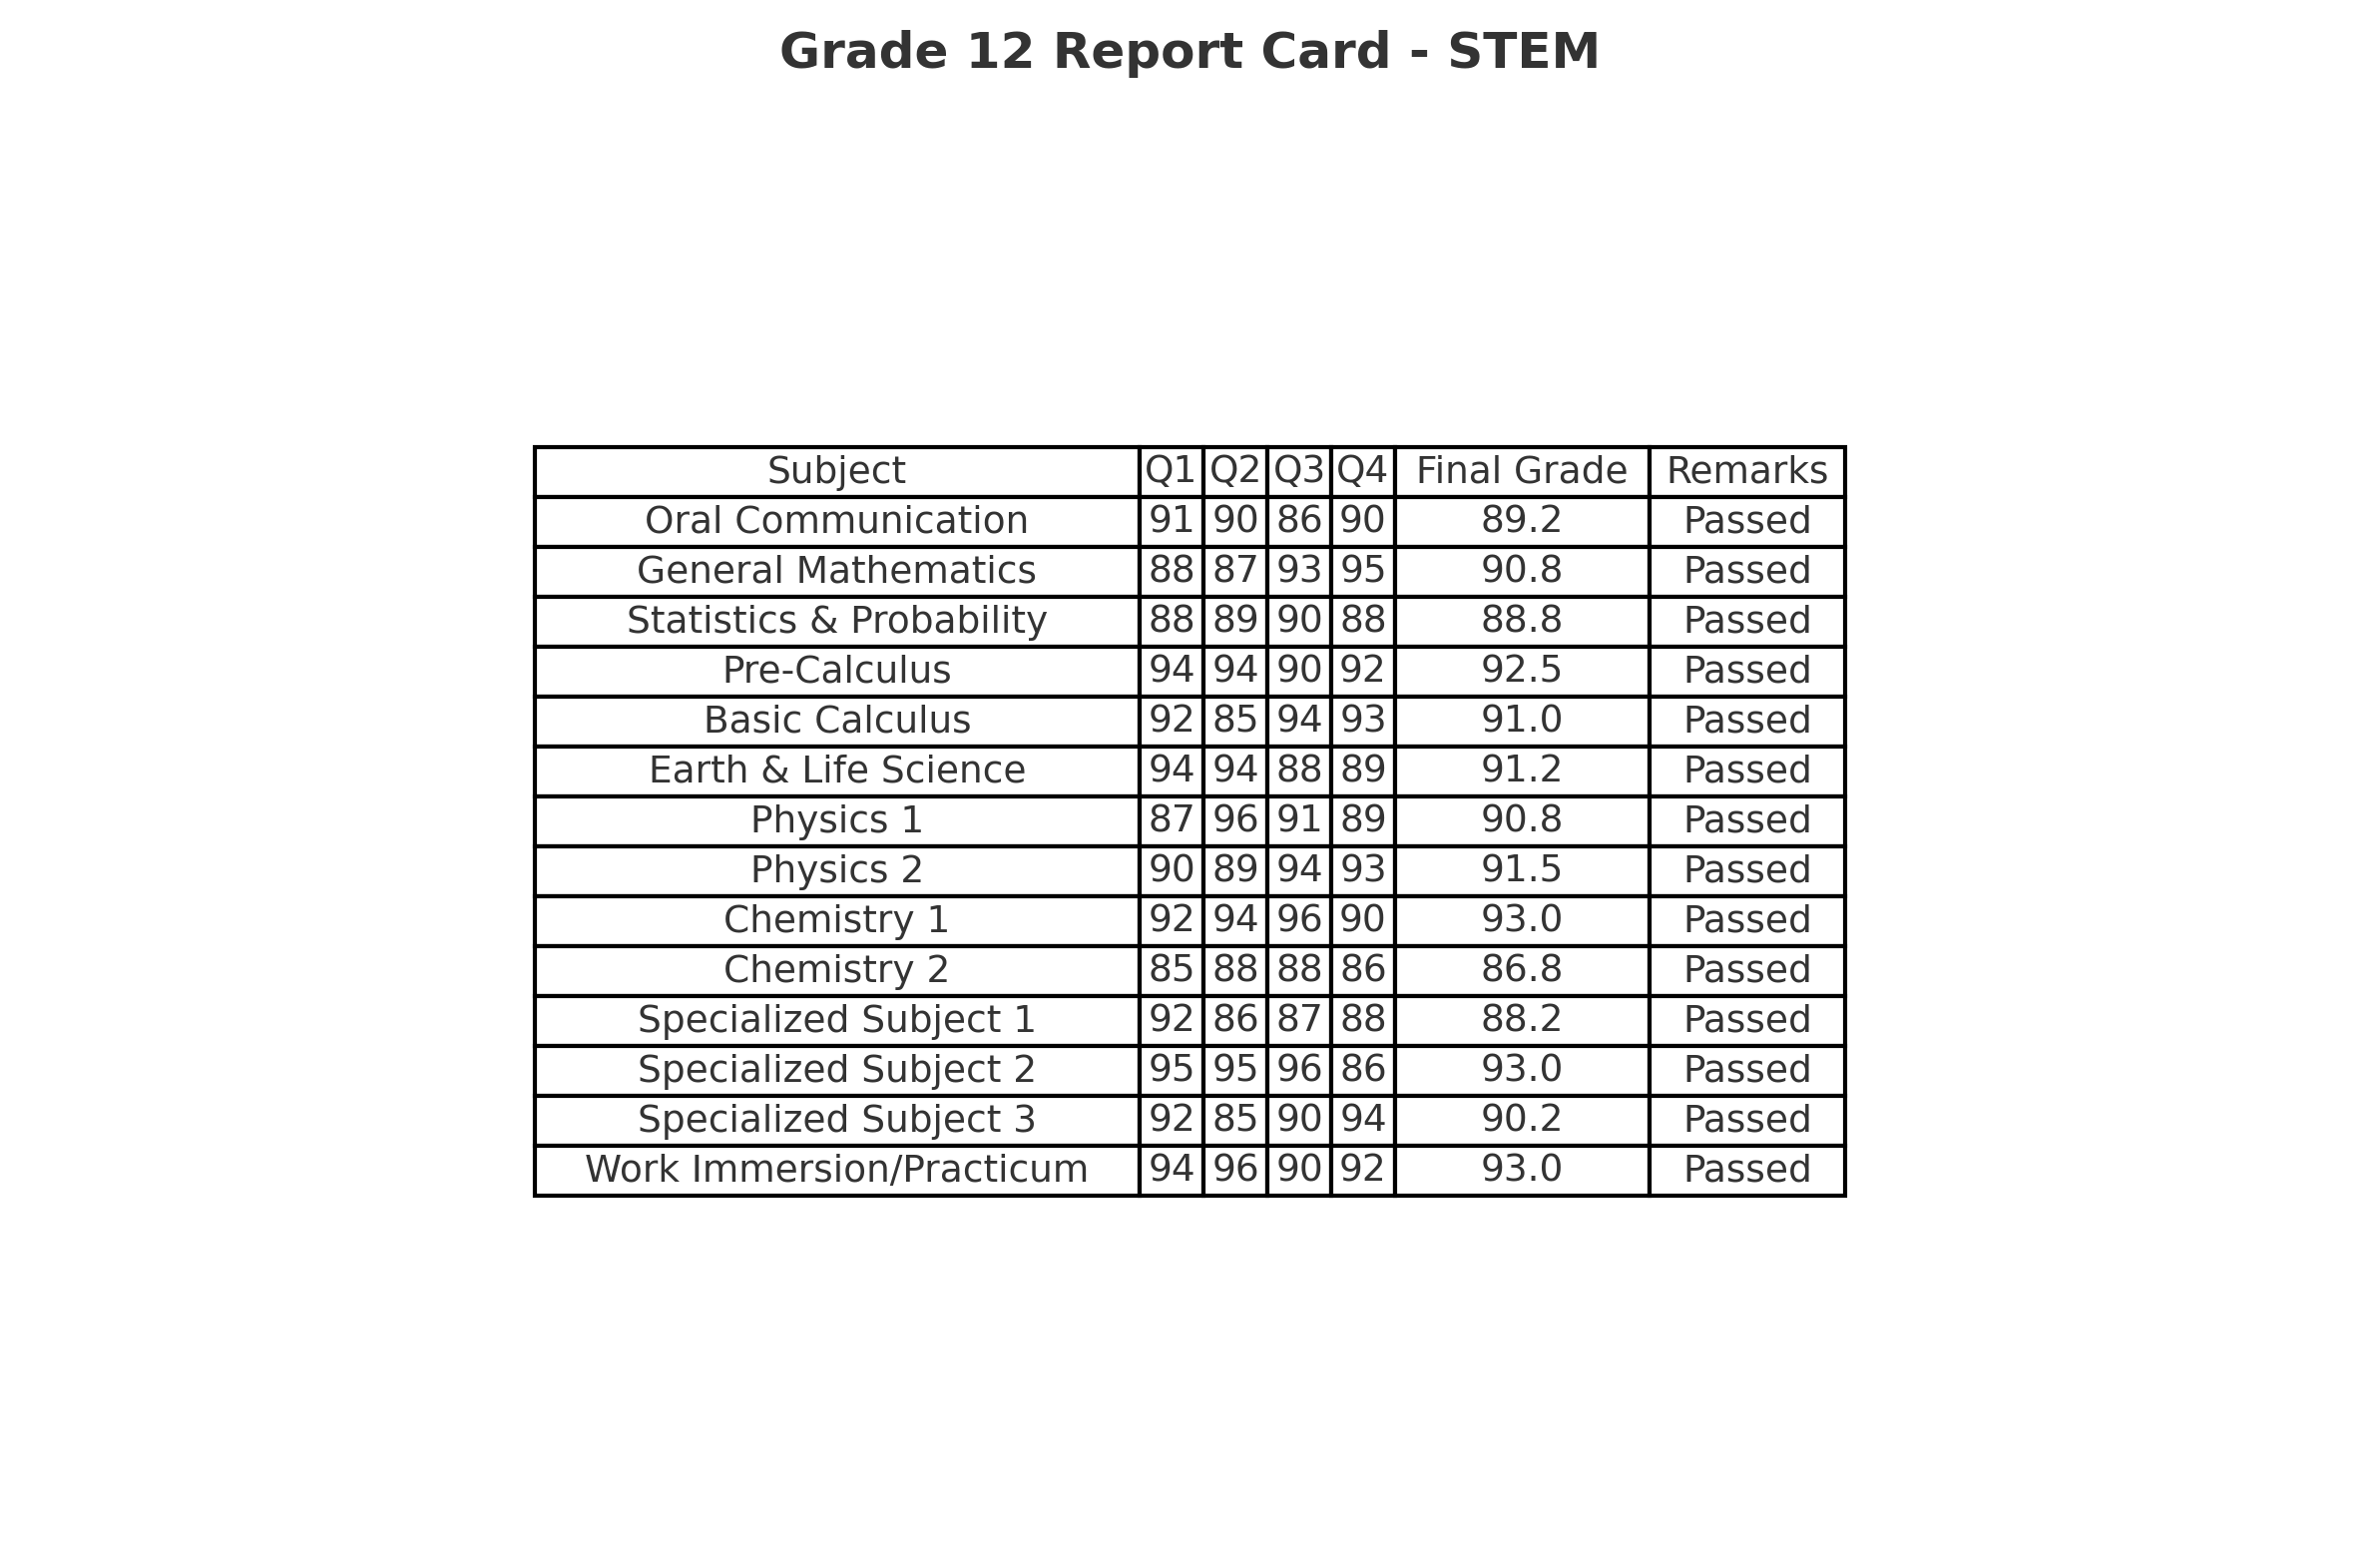 Grade 12 Report Card - STEM
Subject Q1 Q2 Q3 Q4 Final Grade Remarks
Oral Communication 91 90 86 90 89.2 Passed
General Mathematics 88 87 93 95 90.8 Passed
Statistics & Probability 88 89 90 88 88.8 Passed
Pre-Calculus 94 94 90 92 92.5 Passed
Basic Calculus 92 85 94 93 91.0 Passed
Earth & Life Science 94 94 88 89 91.2 Passed
Physics 1 87 96 91 89 90.8 Passed
Physics 2 90 89 94 93 91.5 Passed
Chemistry 1 92 94 96 90 93.0 Passed
Chemistry 2 85 88 88 86 86.8 Passed
Specialized Subject 1 92 86 87 88 88.2 Passed
Specialized Subject 2 95 95 96 86 93.0 Passed
Specialized Subject 3 92 85 90 94 90.2 Passed
Work Immersion/Practicum 94 96 90 92 93.0 Passed